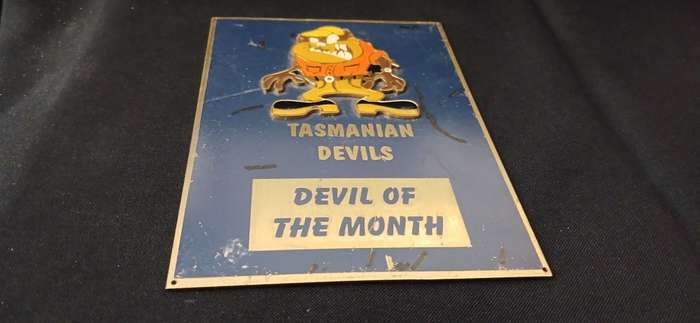 TASMANIAN
DEVILS
DEVIL OF
THE MONTH